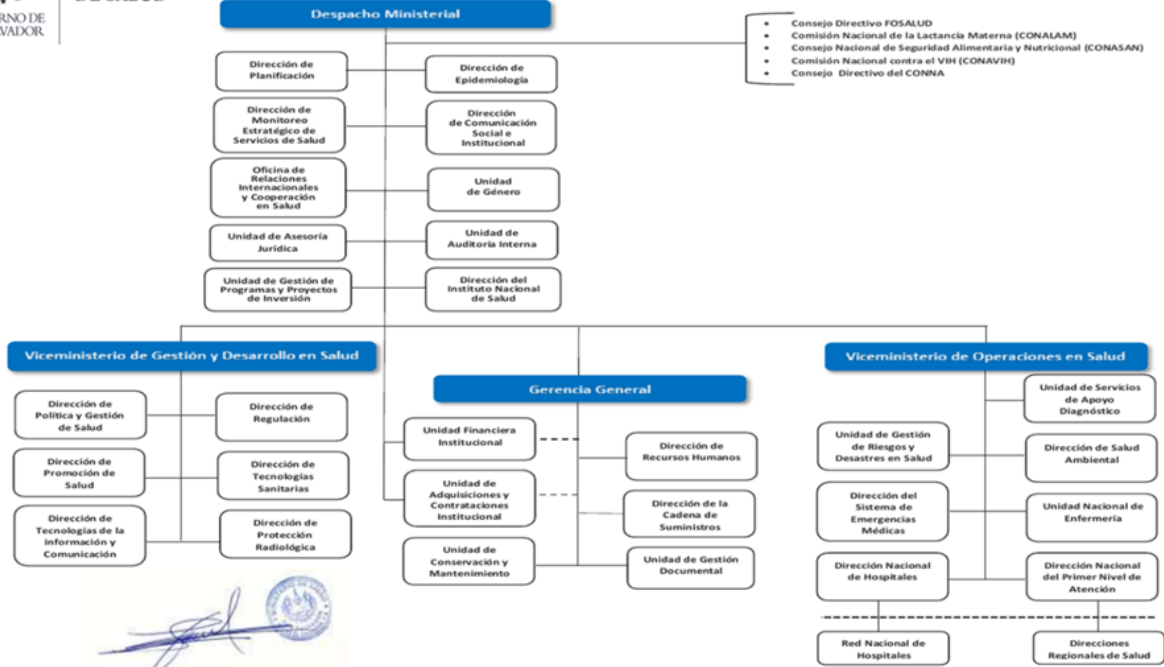 DE SALUD
Despacho Ministerial
• Consejo Directivo FOSALUD
• Comisión Nacional de la Lactancia Materna (CONALAM)
• Consejo Nacional de Seguridad Alimentaria y Nutricional (CONASAN)
• Comisión Nacional contra el VIH (CONAVIH)
• Consejo Directivo del CONNA
Dirección de
Planificación
Dirección de
Epidemiología
Dirección de
Monitoreo
Estratégico de
Servicios de Salud
Dirección
de Comunicación
Social e
Institucional
Oficina de
Relaciones
Internacionales
y Cooperación
en Salud
Unidad
de Género
Unidad de Asesoría
Jurídica
Unidad de
Auditoría Interna
Unidad de Gestión de
Programas y Proyectos
de Inversión
Dirección del
Instituto Nacional
de Salud
Viceministerio de Gestión y Desarrollo en Salud
Dirección de
Política y Gestión
de Salud
Dirección de
Regulación
Dirección de
Promoción de
Salud
Dirección de
Tecnologías
Sanitarias
Dirección de
Tecnologías de la
información y
Comunicación
Dirección de
Protección
Radiológica
Gerencia General
Unidad Financiera
Institucional
Dirección de
Recursos Humanos
Unidad de
Adquisiciones y
Contrataciones
Institucional
Dirección de la
Cadena de
Suministros
Unidad de
Conservación y
Mantenimiento
Unidad de Gestión
Documental
Viceministerio de Operaciones en Salud
Unidad de Servicios
de Apoyo
Diagnóstico
Unidad de Gestión
de Riesgos y
Desastres en Salud
Dirección de Salud
Ambiental
Dirección del
Sistema de
Emergencias
Médicas
Unidad Nacional de
Enfermería
Dirección Nacional
de Hospitales
Dirección Nacional
del Primer Nivel de
Atención
Red Nacional de
Hospitales
Direcciones
Regionales de Salud